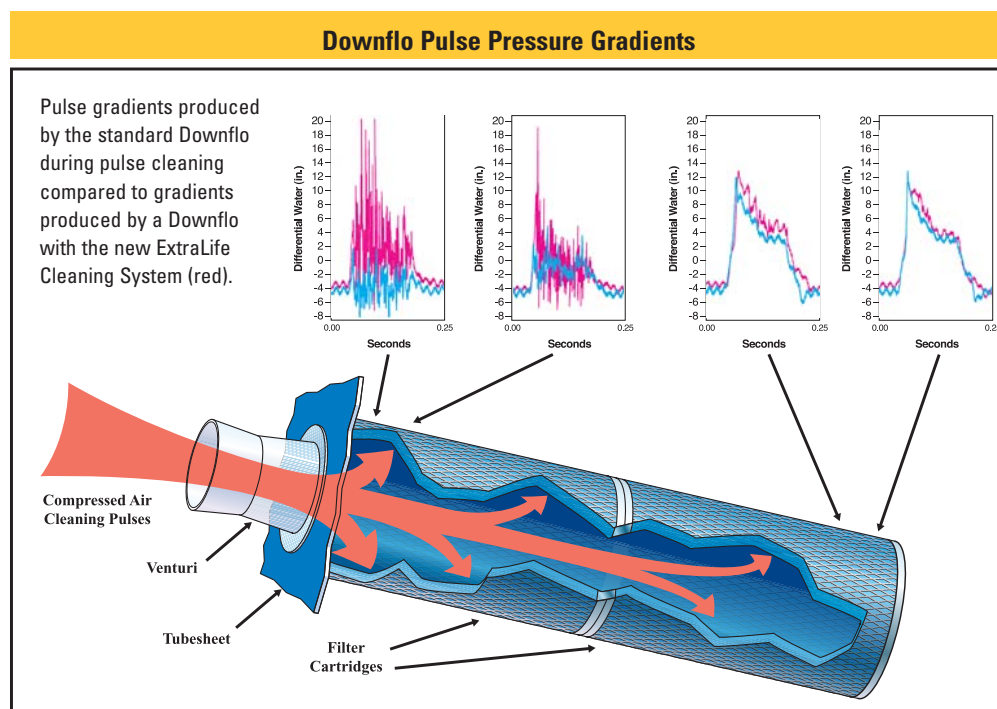 Downflo Pulse Pressure Gradients
Pulse gradients produced
by the standard Downflo
during pulse cleaning
compared to gradients
produced by a Downflo
with the new ExtraLife
Cleaning System (red).
Differential Water (in.)
20
18
16
14
12
10
8
6
4
2
0
-2
-4
-6
-8
0.00 0.25
Seconds
Differential Water (in.)
20
18
16
14
12
10
8
6
4
2
0
-2
-4
-6
-8
0.00 0.25
Seconds
Differential Water (in.)
20
18
16
14
12
10
8
6
4
2
0
-2
-4
-6
-8
0.00 0.25
Seconds
Differential Water (in.)
20
18
16
14
12
10
8
6
4
2
0
-2
-4
-6
-8
0.00 0.25
Seconds
Compressed Air
Cleaning Pulses
Venturi
Tubesheet
Filter
Cartridges